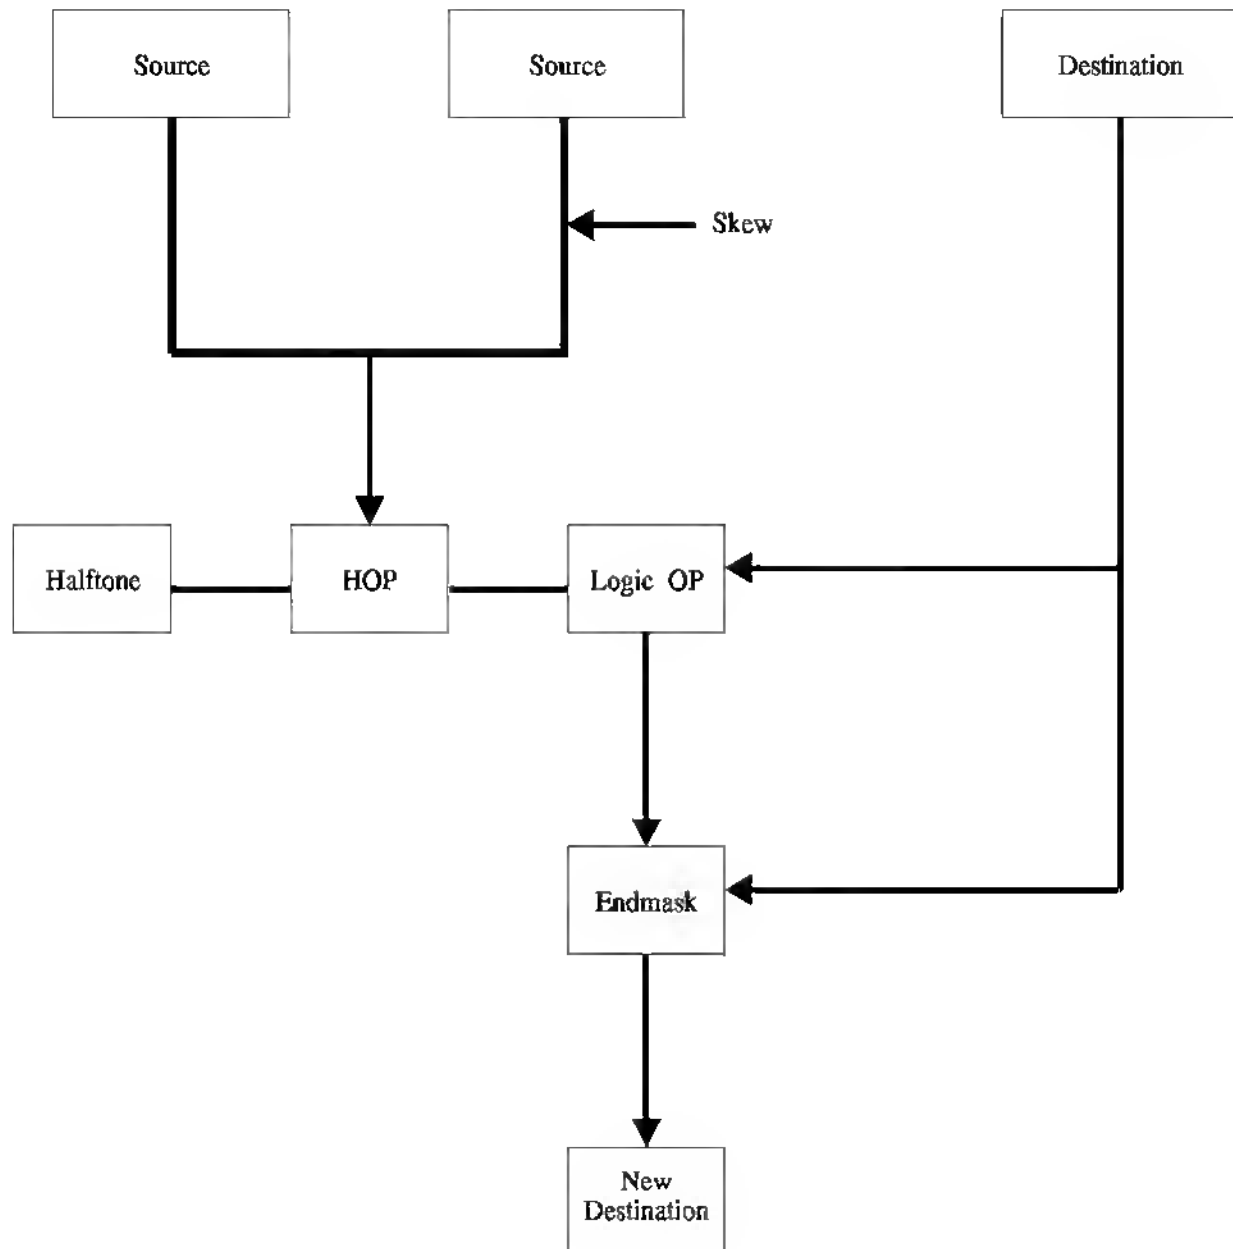 Source
Source
Destination
Skew
Halftone
HOP
Logic OP
Endmask
New
Destination